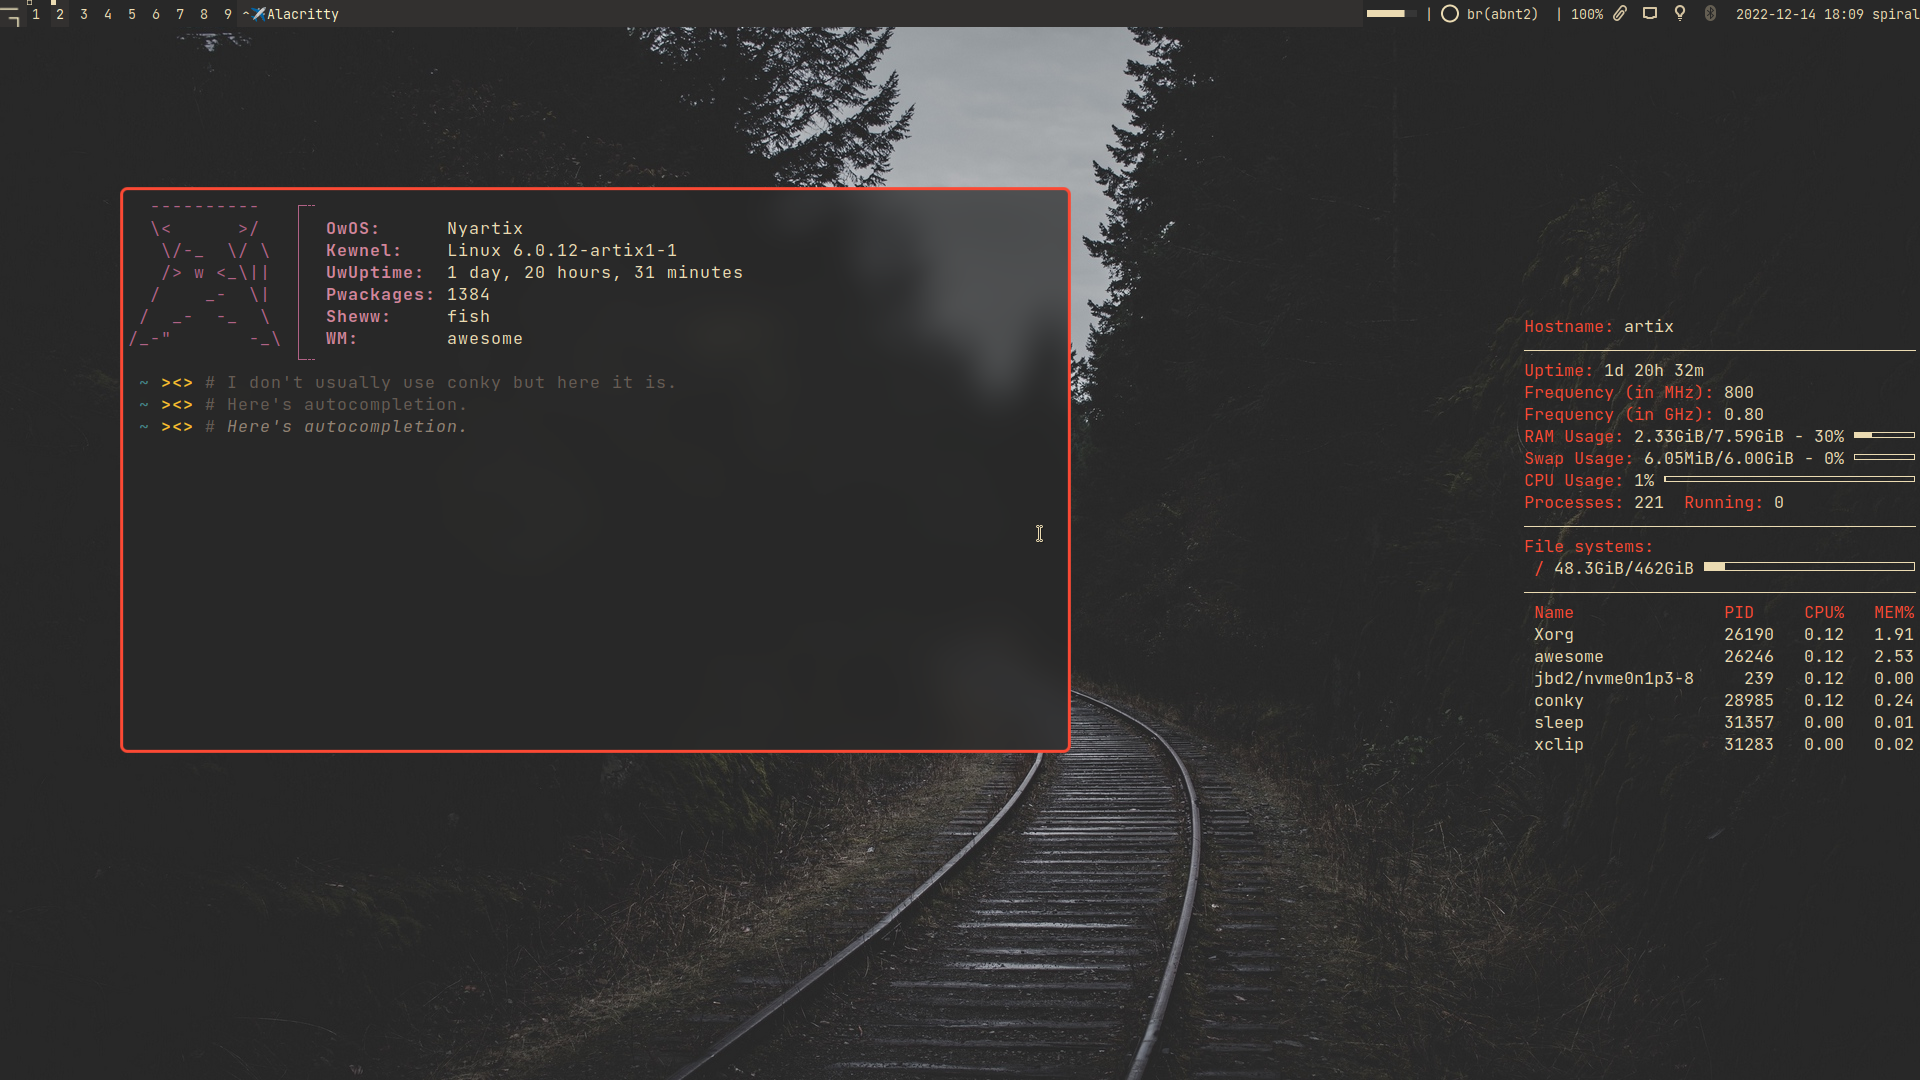 1 2 3 4 5 6 7 8 9 ^✈Alacritty | br(abnt2) | 100% 2022-12-14 18:09 spiral
----------
\<      >/
\/-_  \/ \
/> w <_\||
/    _-  \|
/  _-  -_  \
/_-"       -_\
OwOS: Nyartix
Kewnel: Linux 6.0.12-artix1-1
UwUptime: 1 day, 20 hours, 31 minutes
Pwackages: 1384
Sheww: fish
WM: awesome
~ ><> # I don't usually use conky but here it is.
~ ><> # Here's autocompletion.
~ ><> # Here's autocompletion.
Hostname: artix
Uptime: 1d 20h 32m
Frequency (in MHz): 800
Frequency (in GHz): 0.80
RAM Usage: 2.33GiB/7.59GiB - 30%
Swap Usage: 6.05MiB/6.00GiB - 0%
CPU Usage: 1%
Processes: 221  Running: 0
File systems:
/ 48.3GiB/462GiB
Name PID CPU% MEM%
Xorg 26190 0.12 1.91
awesome 26246 0.12 2.53
jbd2/nvme0n1p3-8 239 0.12 0.00
conky 28985 0.12 0.24
sleep 31357 0.00 0.01
xclip 31283 0.00 0.02